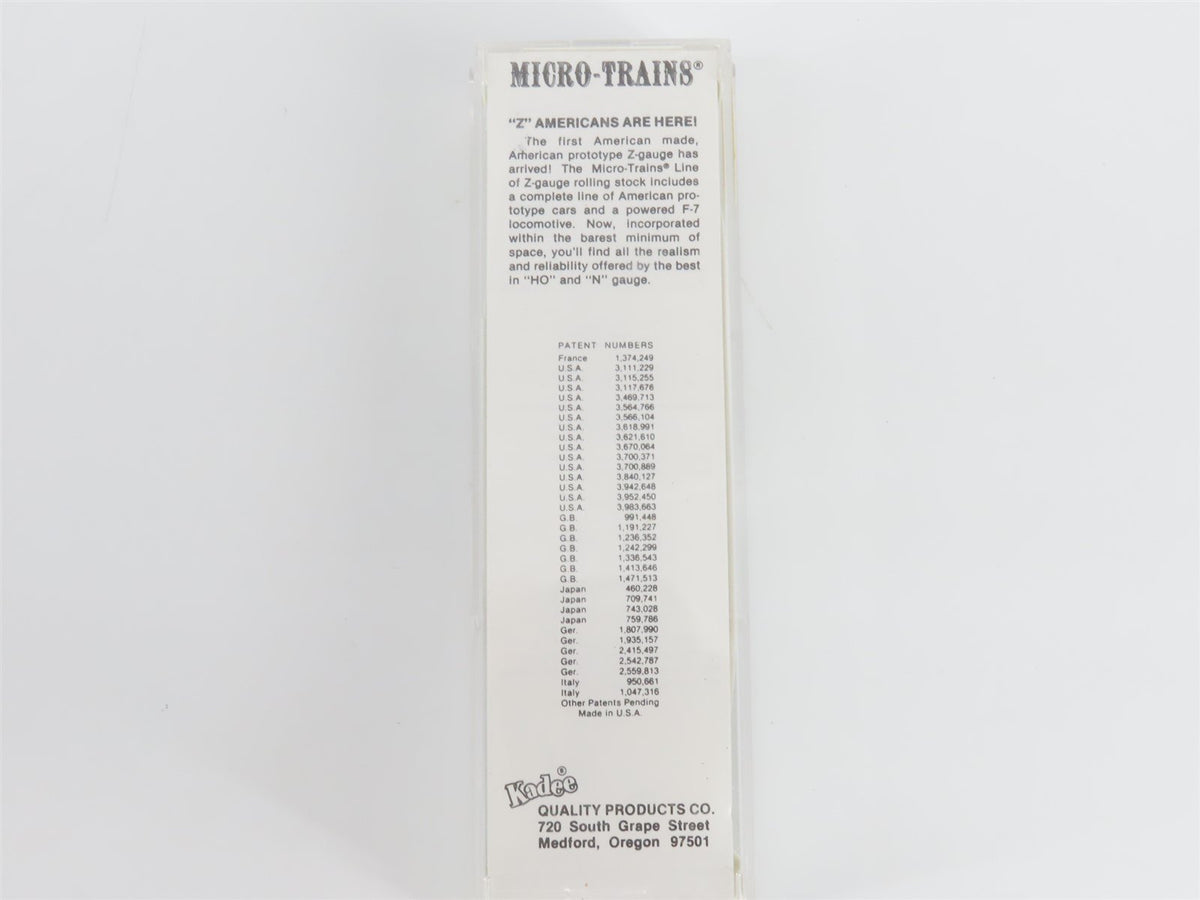 MICRO-TRAINS®
"Z" AMERICANS ARE HERE!
The first American made,
American prototype Z-gauge has
arrived! The Micro-Trains® Line
of Z-gauge rolling stock includes
a complete line of American pro-
totype cars and a powered F-7
locomotive. Now, incorporated
within the barest minimum of
space, you'll find all the realism
and reliability offered by the best
in "HO" and "N" gauge.
PATENT NUMBERS
France 1,374,249
U.S.A. 3,111,229
U.S.A. 3,115,255
U.S.A. 3,117,676
U.S.A. 3,469,713
U.S.A. 3,564,766
U.S.A. 3,566,104
U.S.A. 3,618,991
U.S.A. 3,621,610
U.S.A. 3,670,064
U.S.A. 3,700,371
U.S.A. 3,700,889
U.S.A. 3,840,127
U.S.A. 3,942,648
U.S.A. 3,952,450
U.S.A. 3,983,663
G.B. 991,448
G.B. 1,191,227
G.B. 1,236,352
G.B. 1,242,299
G.B. 1,336,543
G.B. 1,413,646
G.B. 1,471,513
Japan 460,228
Japan 709,741
Japan 743,028
Japan 759,786
Ger. 1,807,990
Ger. 1,935,157
Ger. 2,415,497
Ger. 2,542,787
Ger. 2,559,813
Italy 950,661
Italy 1,047,316
Other Patents Pending
Made in U.S.A.
Kadee®
QUALITY PRODUCTS CO.
720 South Grape Street
Medford, Oregon 97501